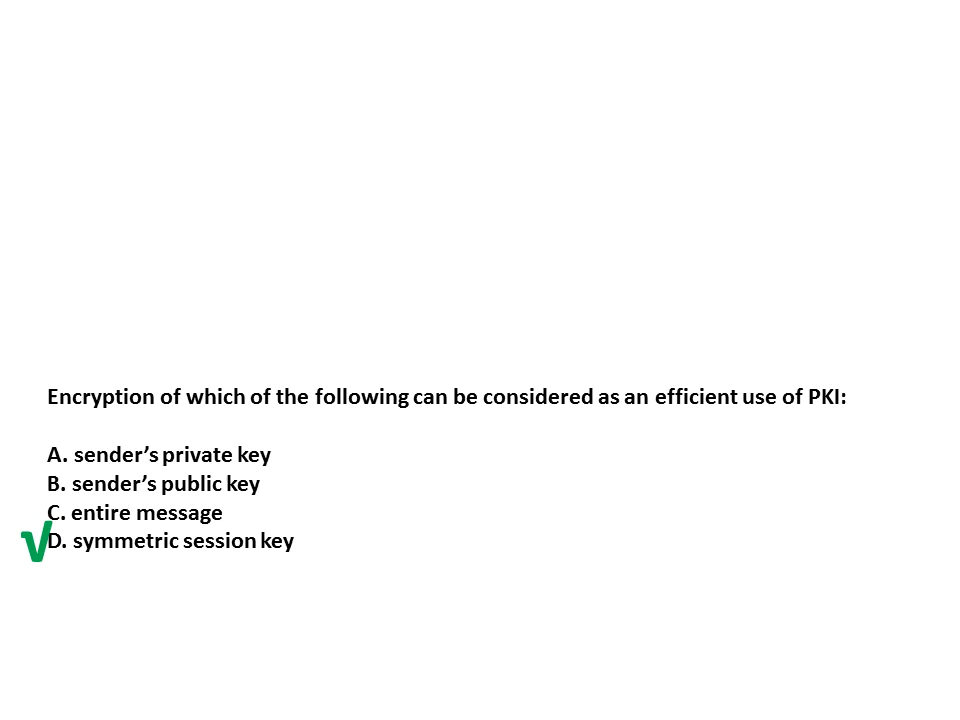 Encryption of which of the following can be considered as an efficient use of PKI:
A. sender’s private key
B. sender’s public key
C. entire message
√D. symmetric session key